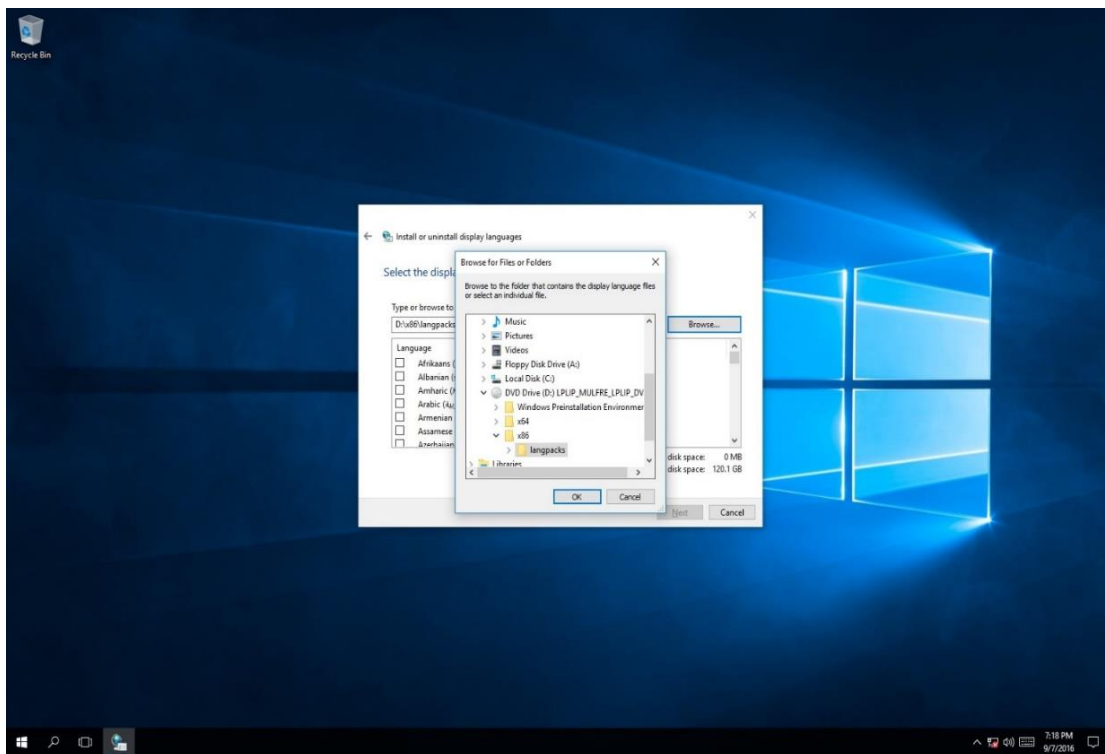 Recycle Bin
Install or uninstall display languages
Select the displa
Type or browse to
D:\x86\langpacks
Browse...
Language
Afrikaans (
Albanian (
Amharic (
Arabic (
Armenian
Assamese
Azerbaijan
disk space: 0 MB
disk space: 120.1 GB
Next
Cancel
Browse for Files or Folders
Browse to the folder that contains the display language files
or select an individual file.
Music
Pictures
Videos
Floppy Disk Drive (A:)
Local Disk (C:)
DVD Drive (D:) LPLIP_MULFRE_LPLIP_DV
Windows Preinstallation Environmen
x64
x86
langpacks
Libraries
OK
Cancel
7:18 PM
9/7/2016